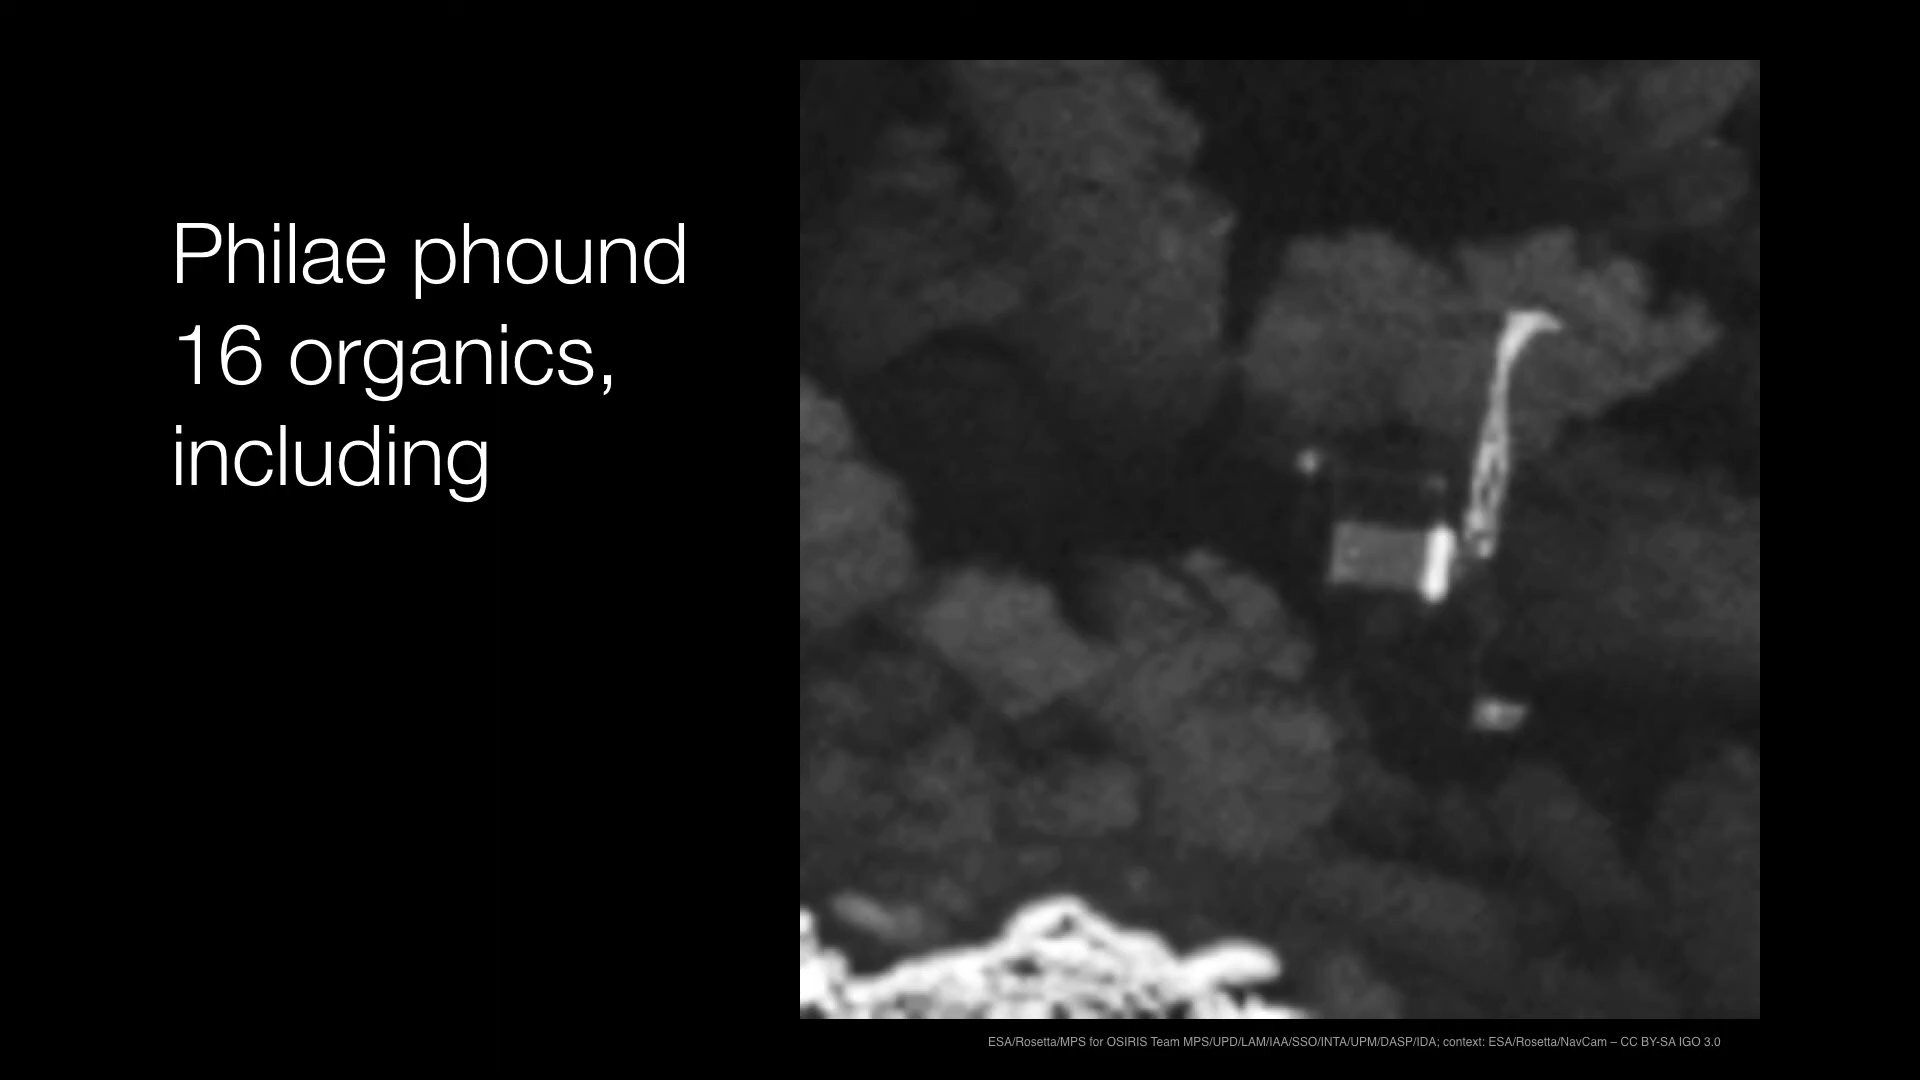 Philae phound
16 organics,
including
ESA/Rosetta/MPS for OSIRIS Team MPS/UPD/LAM/IAA/SSO/INTA/UPM/DASP/IDA; context: ESA/Rosetta/NavCam – CC BY-SA IGO 3.0